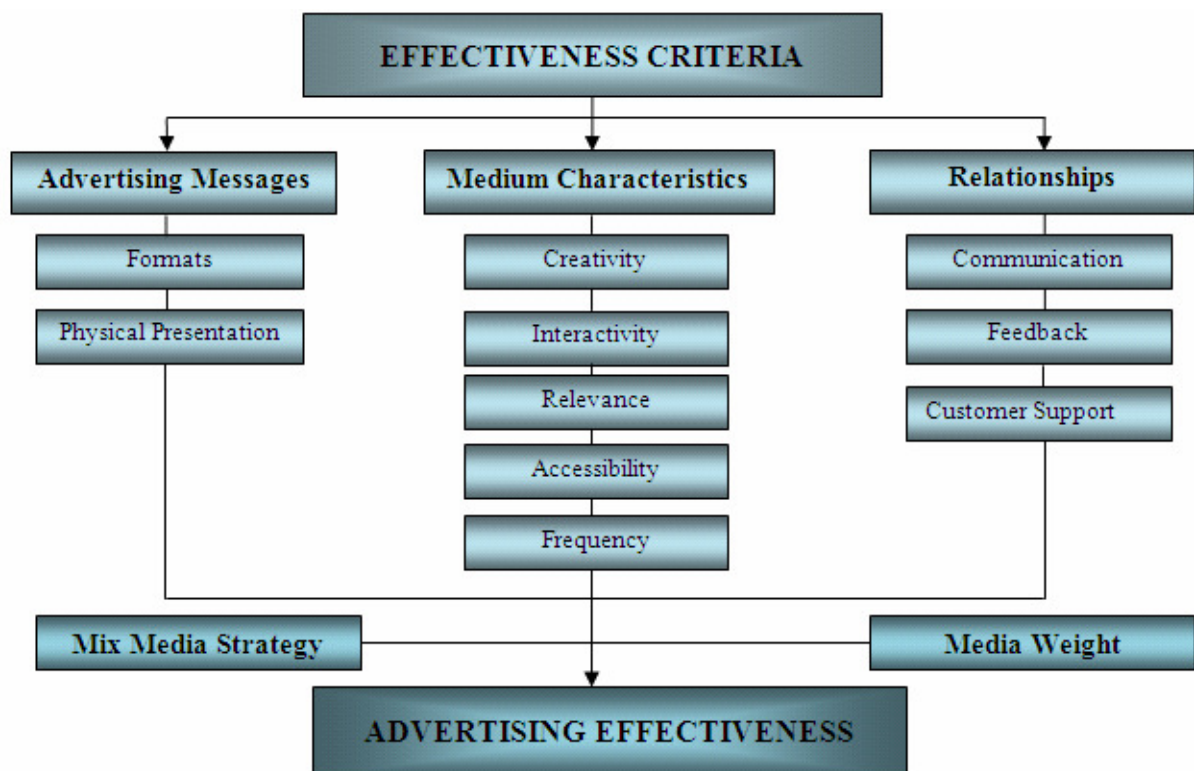 EFFECTIVENESS CRITERIA
Advertising Messages
Formats
Physical Presentation
Medium Characteristics
Creativity
Interactivity
Relevance
Accessibility
Frequency
Relationships
Communication
Feedback
Customer Support
Mix Media Strategy
Media Weight
ADVERTISING EFFECTIVENESS